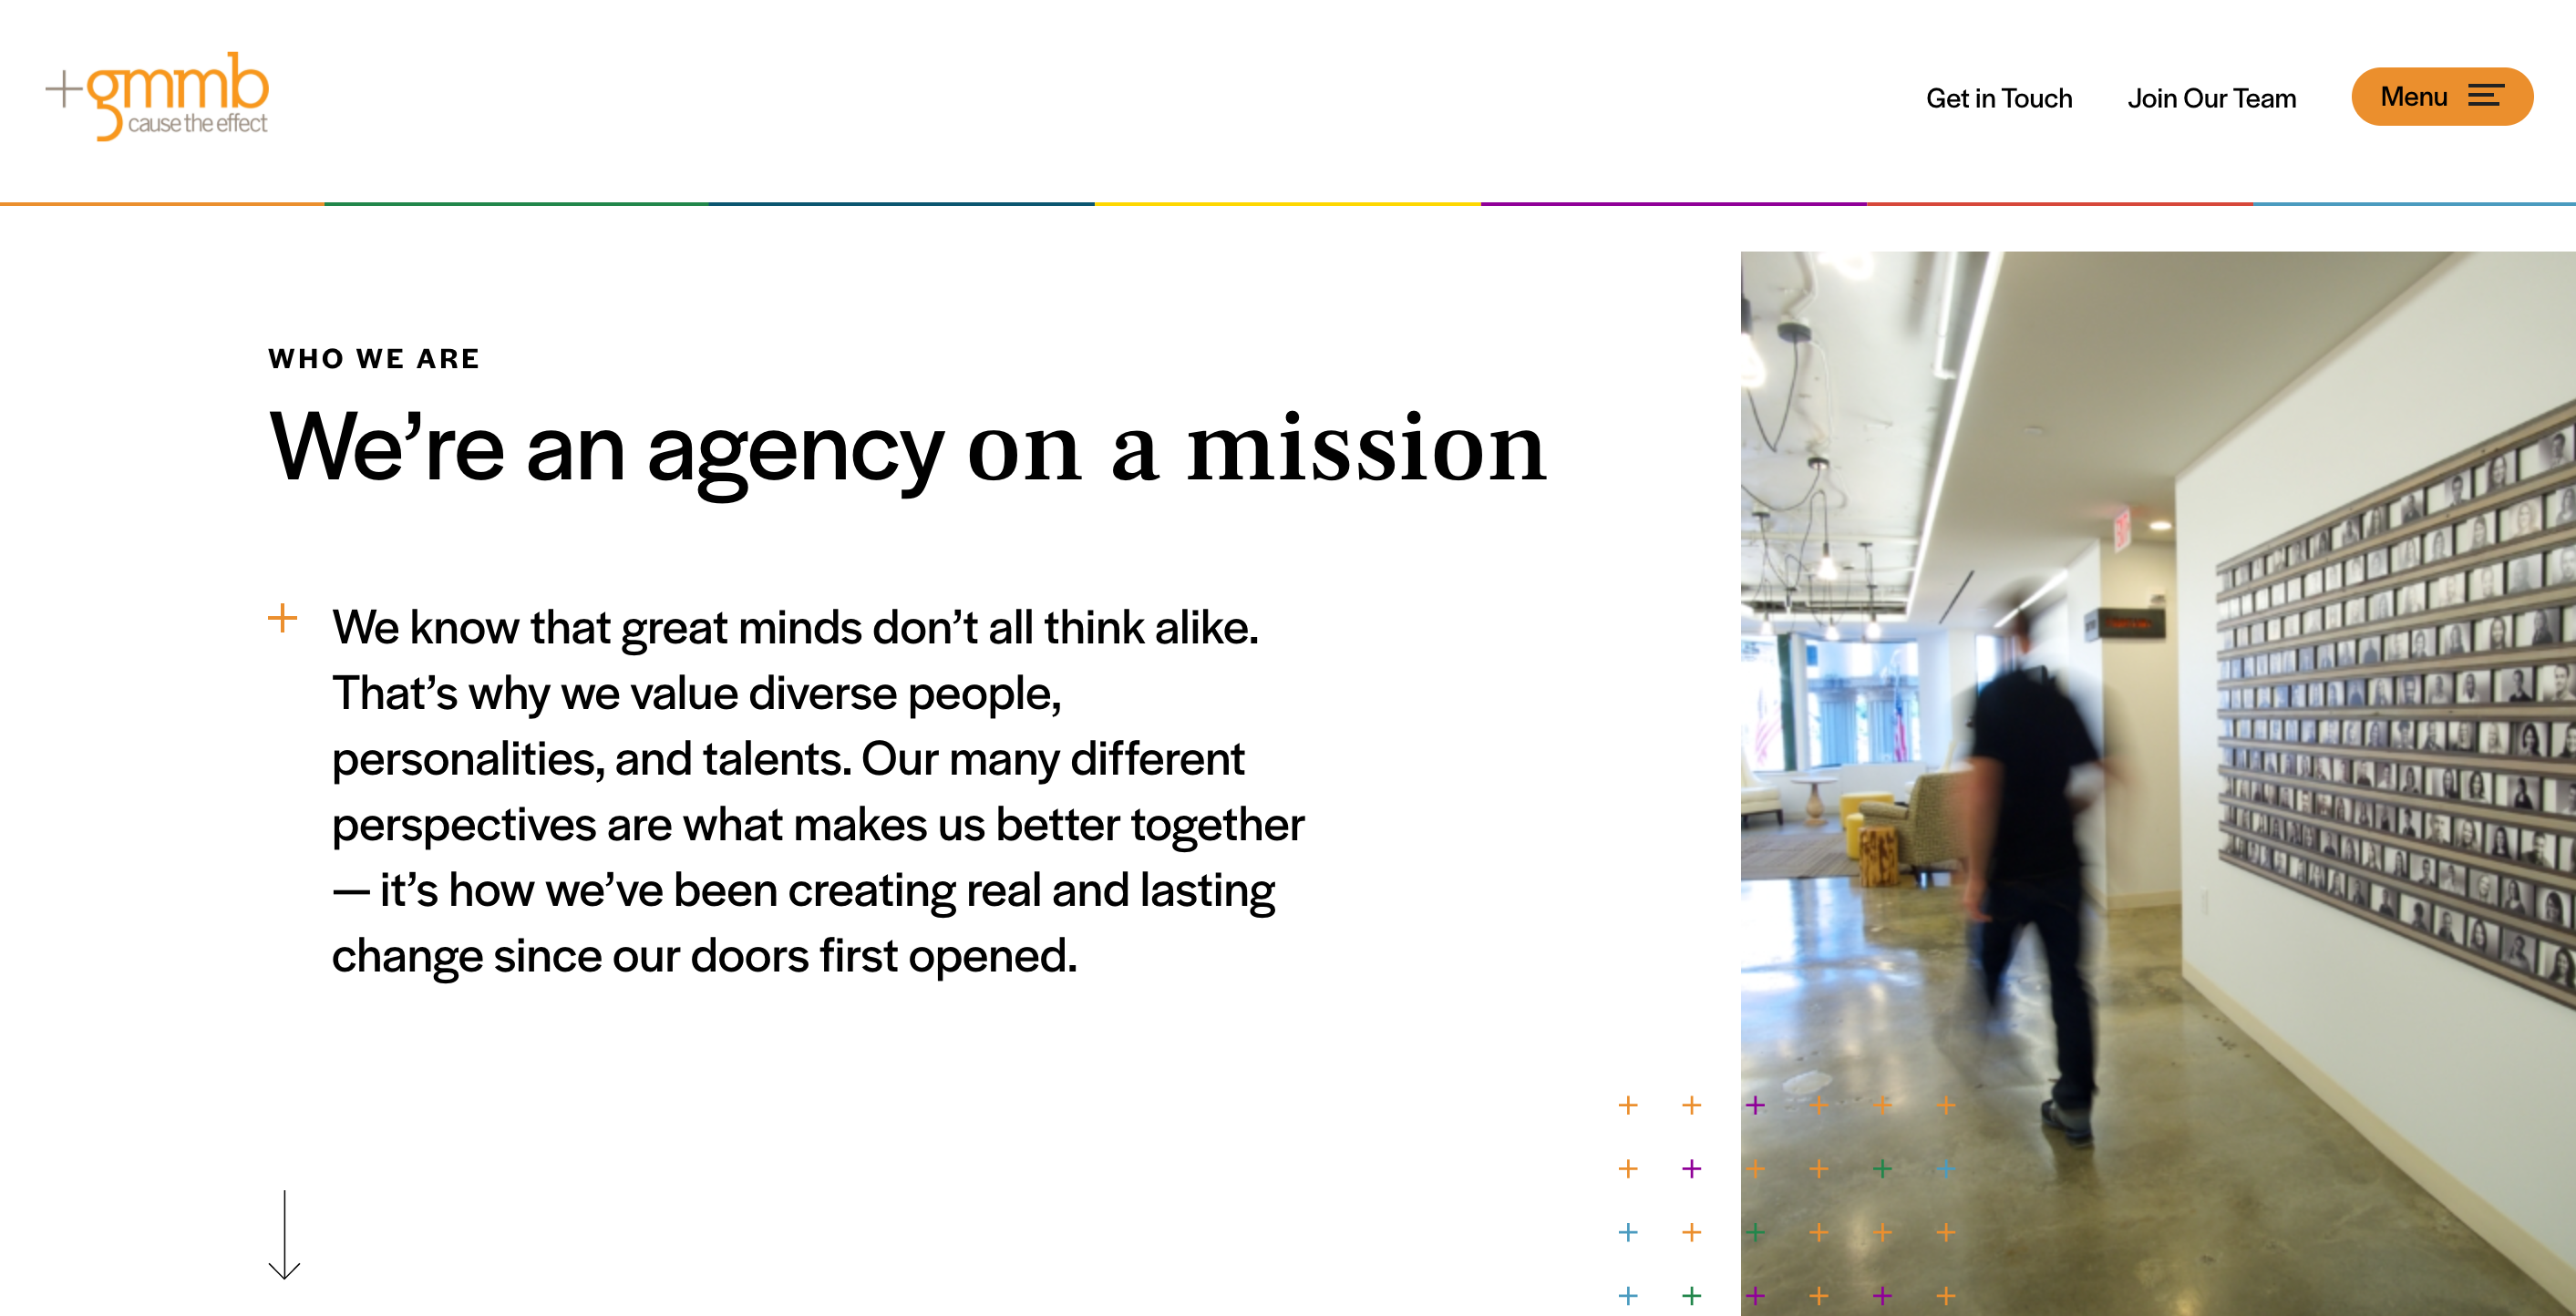 +gmmb
cause the effect
Get in Touch
Join Our Team
Menu
WHO WE ARE
We’re an agency on a mission
We know that great minds don’t all think alike.
That’s why we value diverse people,
personalities, and talents. Our many different
perspectives are what makes us better together
— it’s how we’ve been creating real and lasting
change since our doors first opened.